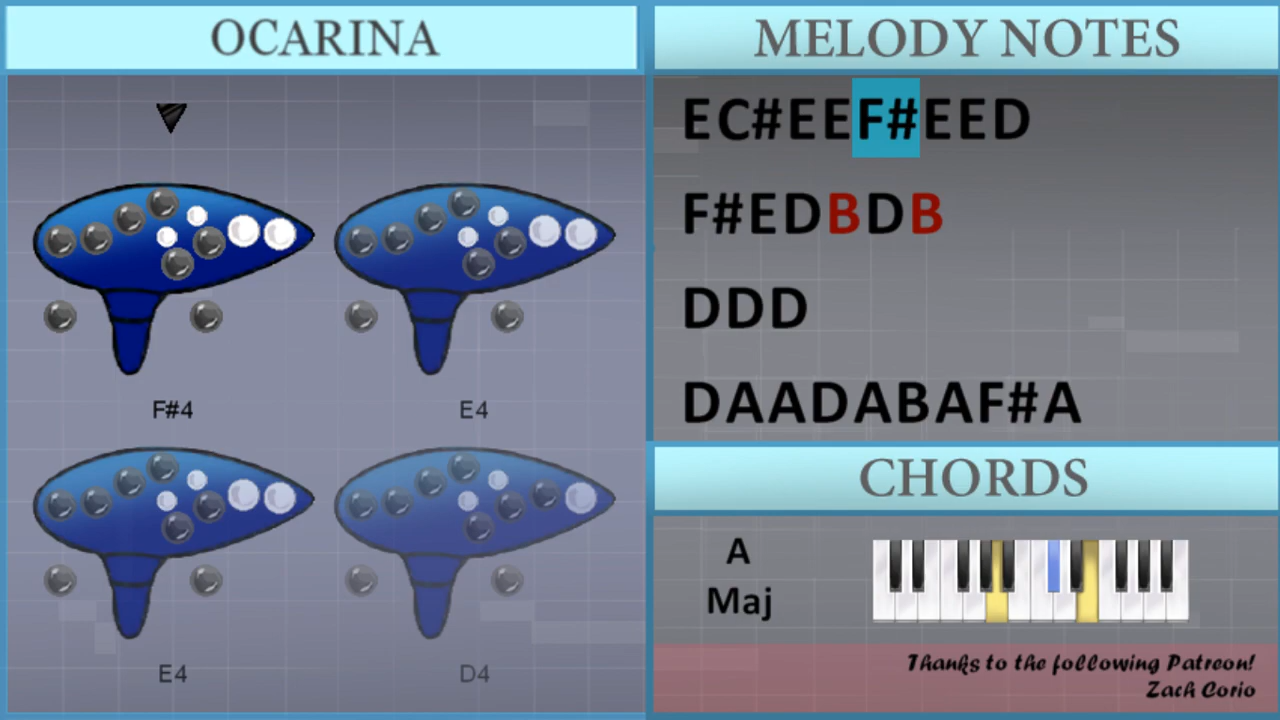 OCARINA
F#4
E4
E4
D4
MELODY NOTES
EC#EEF#EED
F#EDBDB
DDD
DAADABAF#A
CHORDS
A
Maj
Thanks to the following Patreon!
Zach Corio